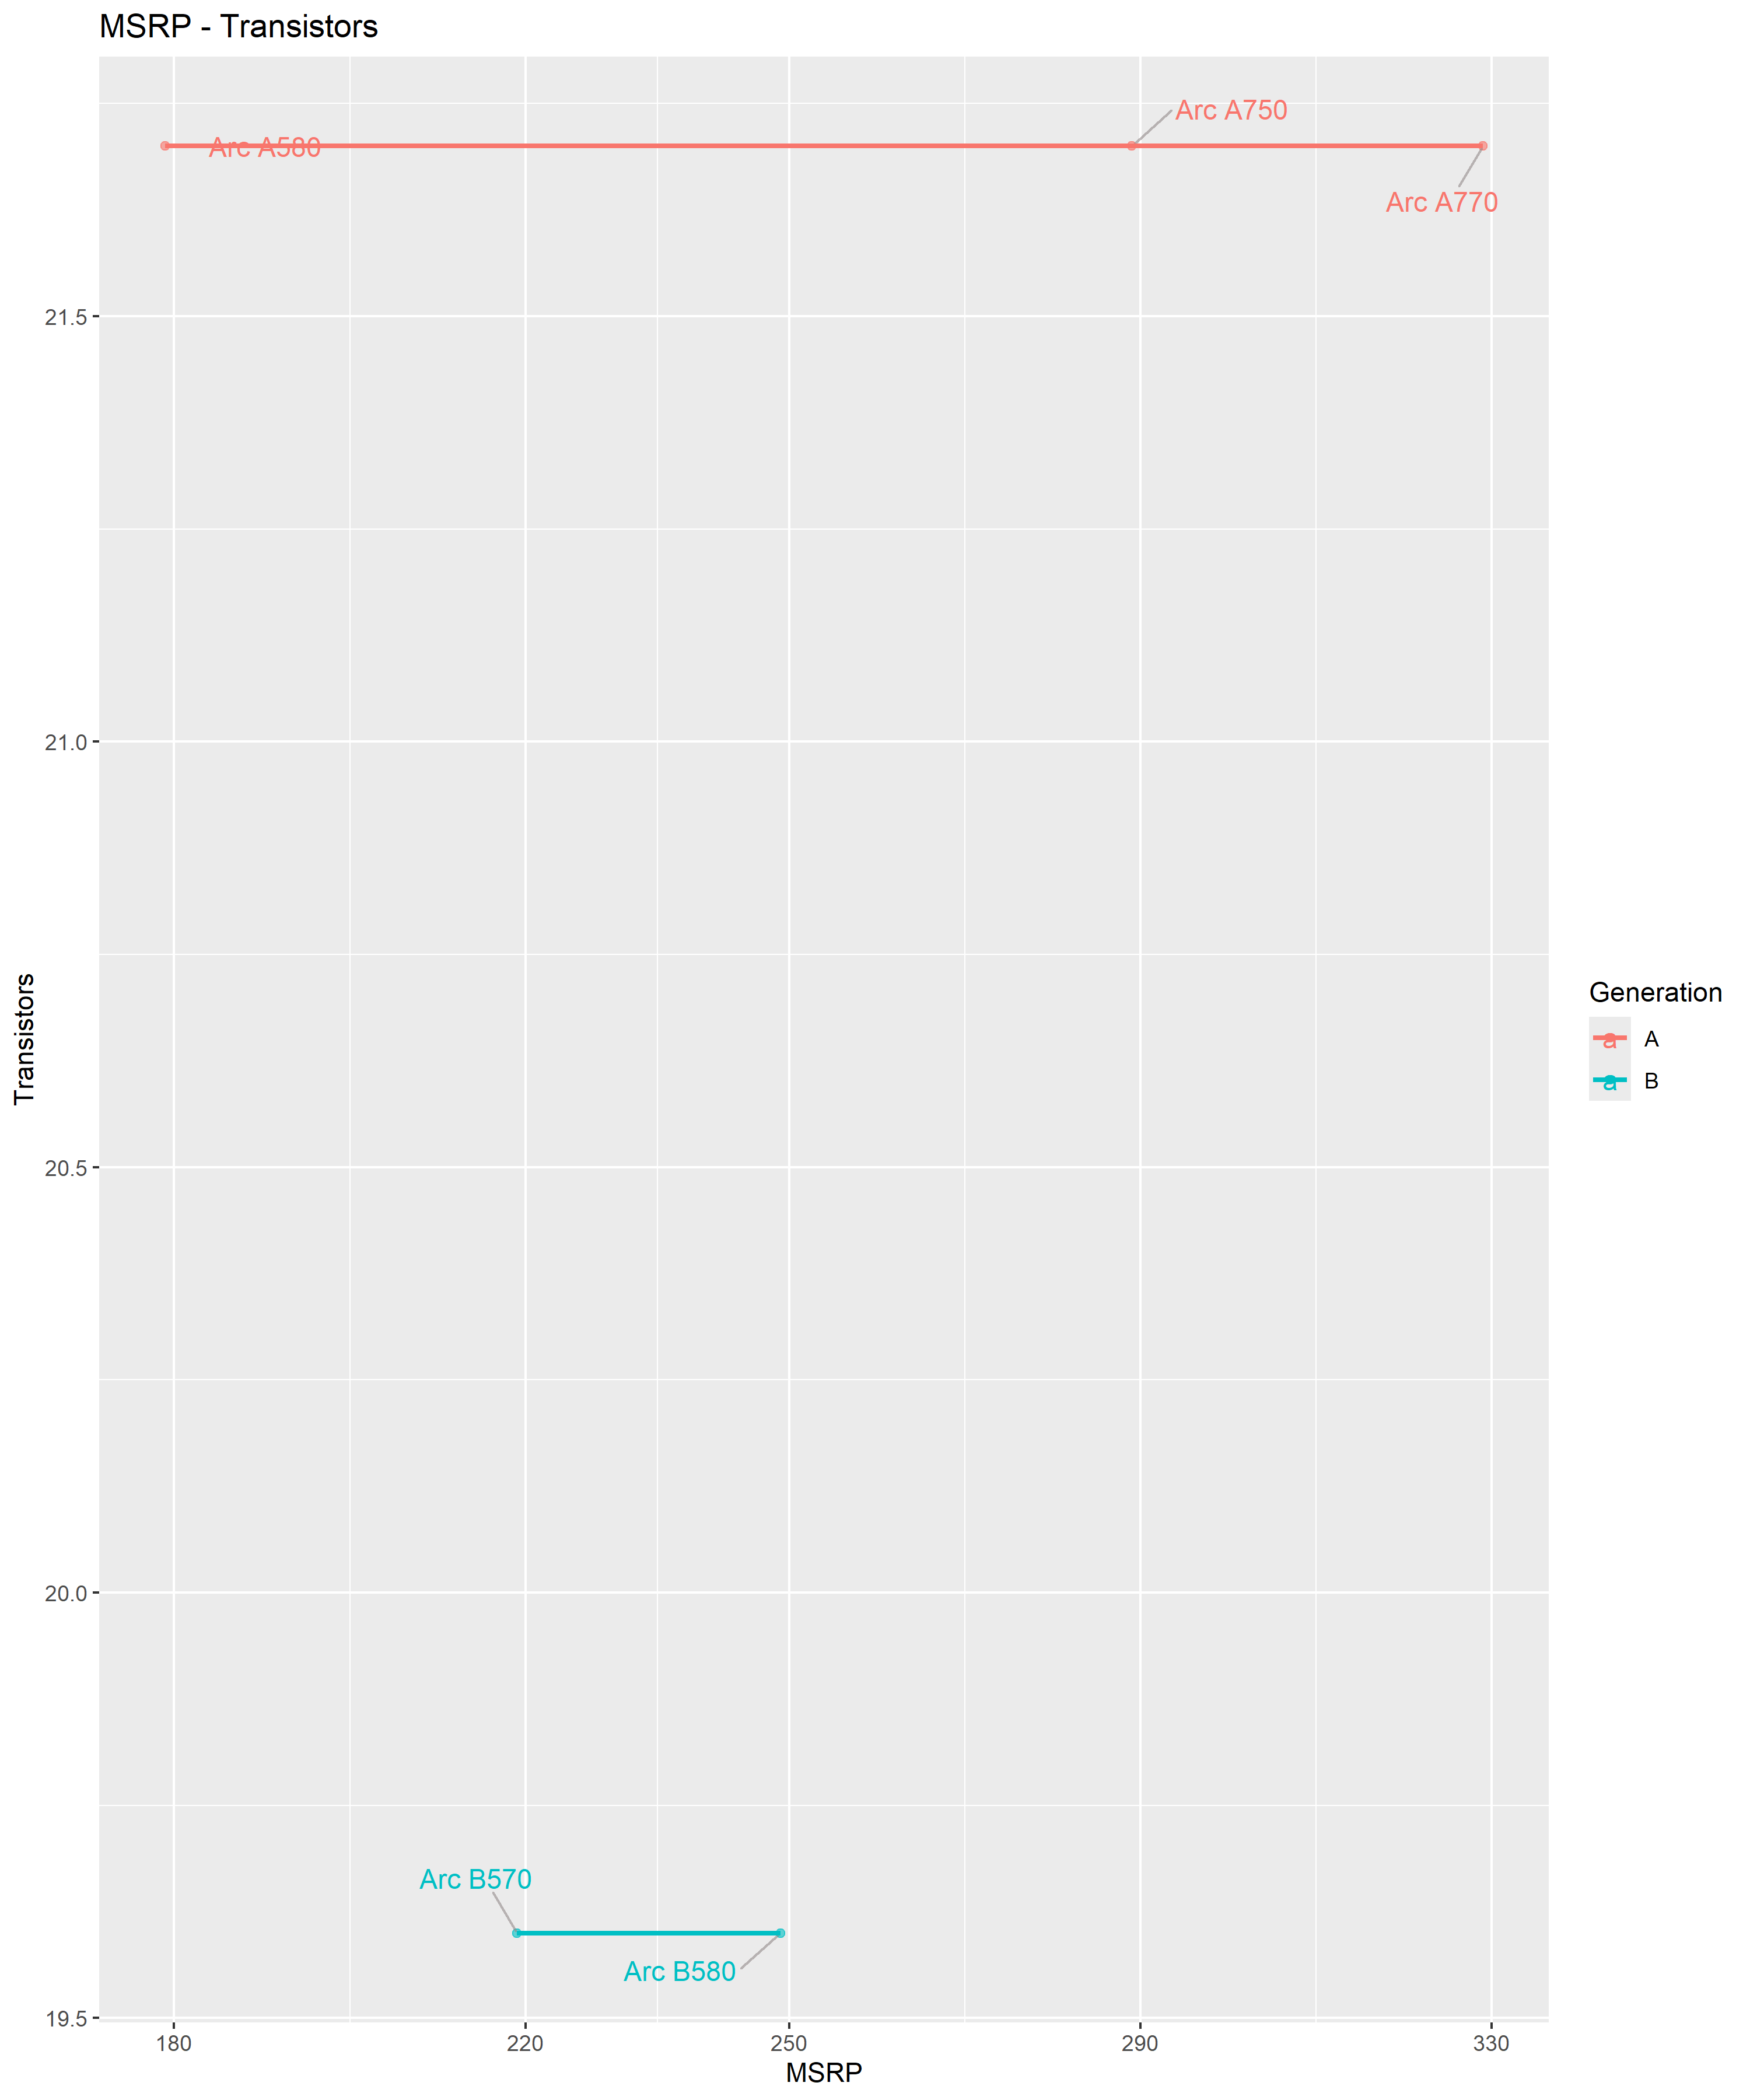 MSRP - Transistors
Arc A750
Arc A580
Arc A770
21.5
21.0
20.5
20.0
19.5
Transistors
Generation
a A
a B
Arc B570
Arc B580
180 220 250 290 330
MSRP